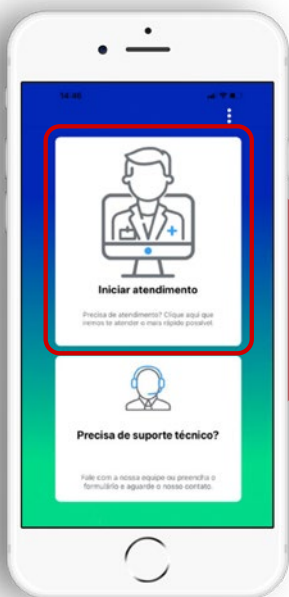 14:46
Iniciar atendimento
Precisa de atendimento? Clique aqui que
iremos te atender o mais rápido possível.
Precisa de suporte técnico?
Fale com a nossa equipe ou preencha o
formulário e aguarde o nosso contato.